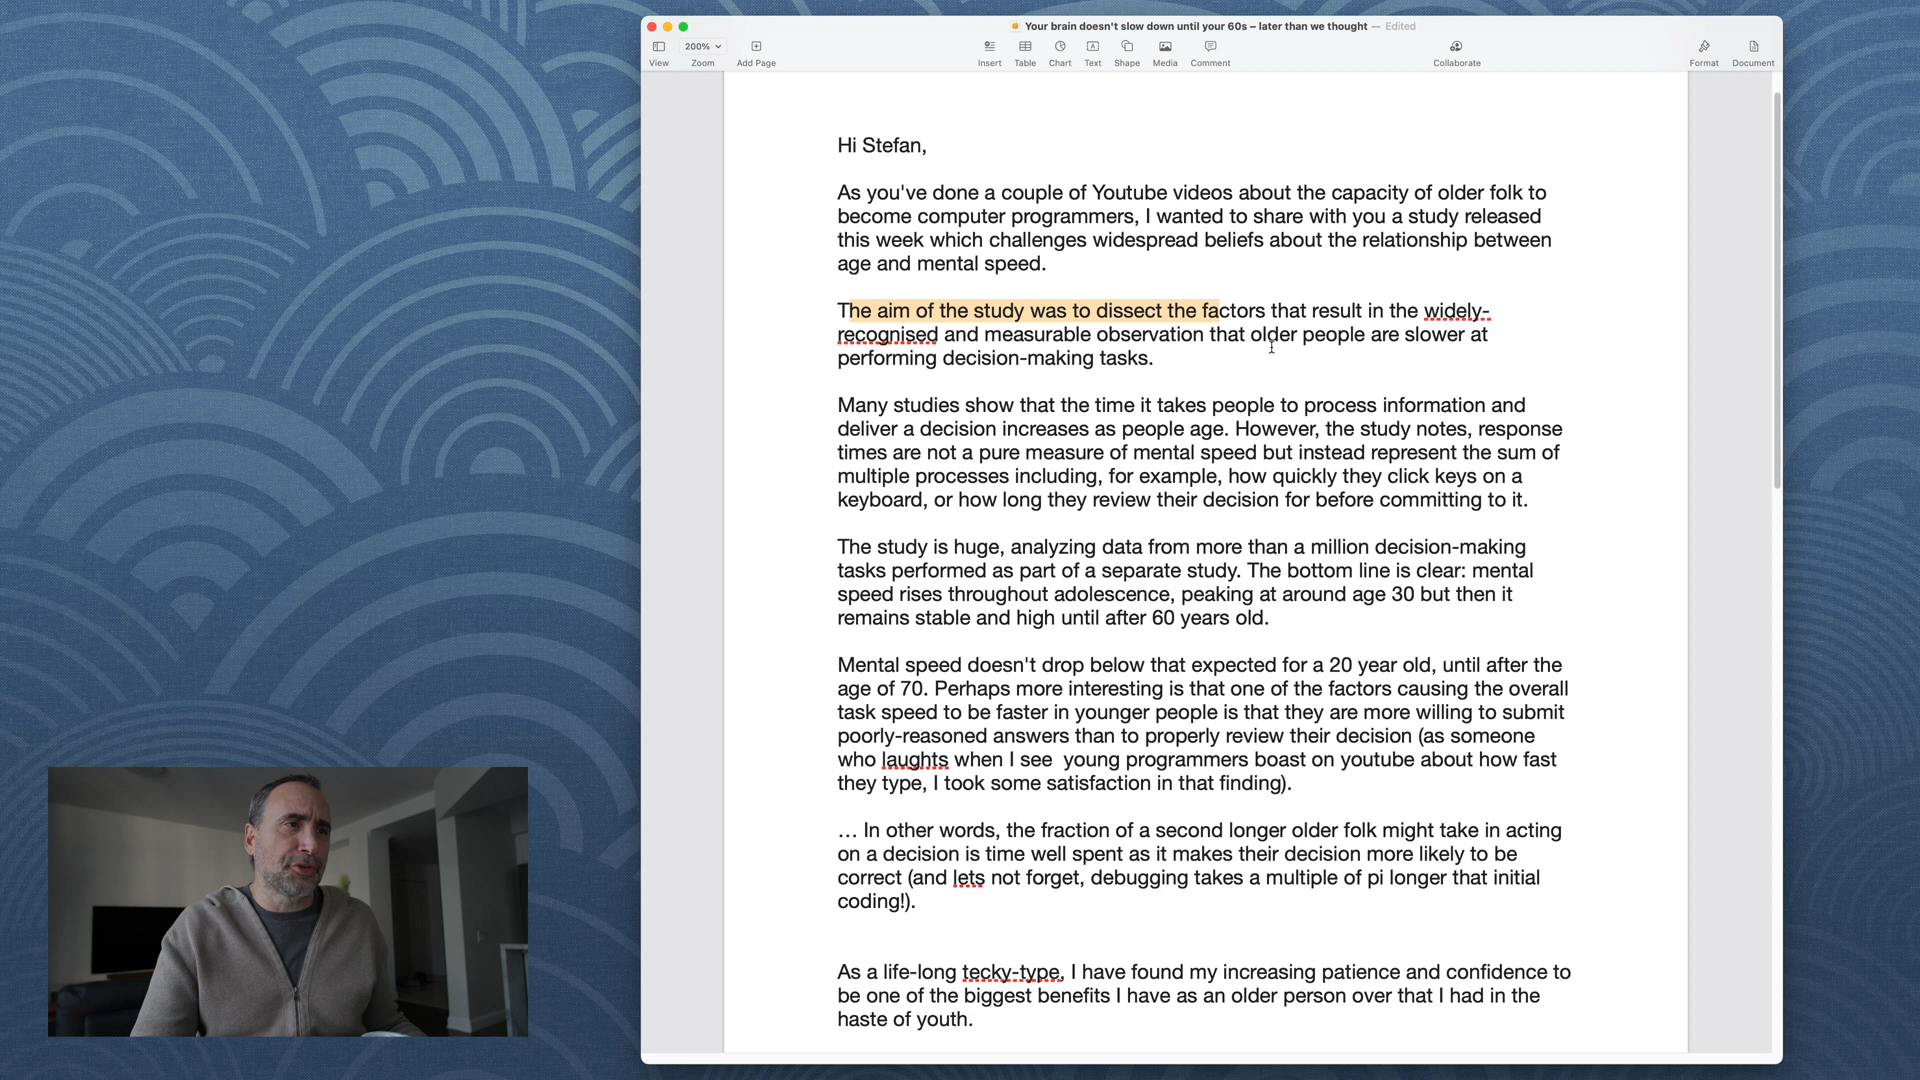 Your brain doesn't slow down until your 60s – later than we thought — Edited
200%
View Zoom Add Page Insert Table Chart Text Shape Media Comment Collaborate Format Document
Hi Stefan,
As you've done a couple of Youtube videos about the capacity of older folk to
become computer programmers, I wanted to share with you a study released
this week which challenges widespread beliefs about the relationship between
age and mental speed.
The aim of the study was to dissect the factors that result in the widely-
recognised and measurable observation that older people are slower at
performing decision-making tasks.
Many studies show that the time it takes people to process information and
deliver a decision increases as people age. However, the study notes, response
times are not a pure measure of mental speed but instead represent the sum of
multiple processes including, for example, how quickly they click keys on a
keyboard, or how long they review their decision for before committing to it.
The study is huge, analyzing data from more than a million decision-making
tasks performed as part of a separate study. The bottom line is clear: mental
speed rises throughout adolescence, peaking at around age 30 but then it
remains stable and high until after 60 years old.
Mental speed doesn't drop below that expected for a 20 year old, until after the
age of 70. Perhaps more interesting is that one of the factors causing the overall
task speed to be faster in younger people is that they are more willing to submit
poorly-reasoned answers than to properly review their decision (as someone
who laughts when I see  young programmers boast on youtube about how fast
they type, I took some satisfaction in that finding).
… In other words, the fraction of a second longer older folk might take in acting
on a decision is time well spent as it makes their decision more likely to be
correct (and lets not forget, debugging takes a multiple of pi longer that initial
coding!).
As a life-long tecky-type, I have found my increasing patience and confidence to
be one of the biggest benefits I have as an older person over that I had in the
haste of youth.